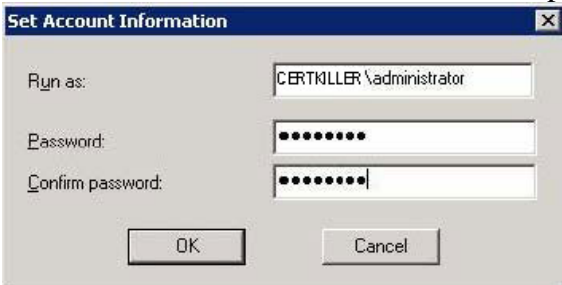 Set Account Information
Run as: CERTKILLER\administrator
Password: ••••••••
Confirm password: ••••••••
OK Cancel